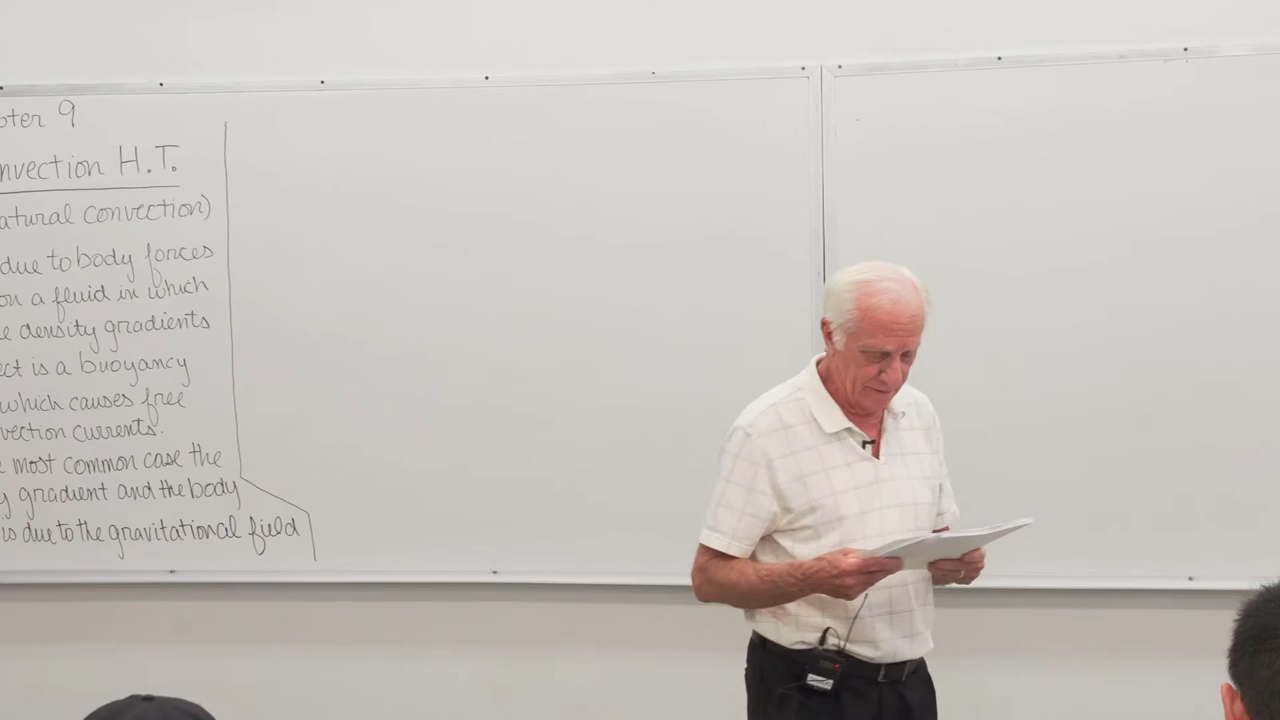 oter 9
nvection H.T.
atural convection)
due to body forces
on a fluid in which
e density gradients
ect is a buoyancy
which causes free
vection currents.
e most common case the
y gradient and the body
is due to the gravitational field